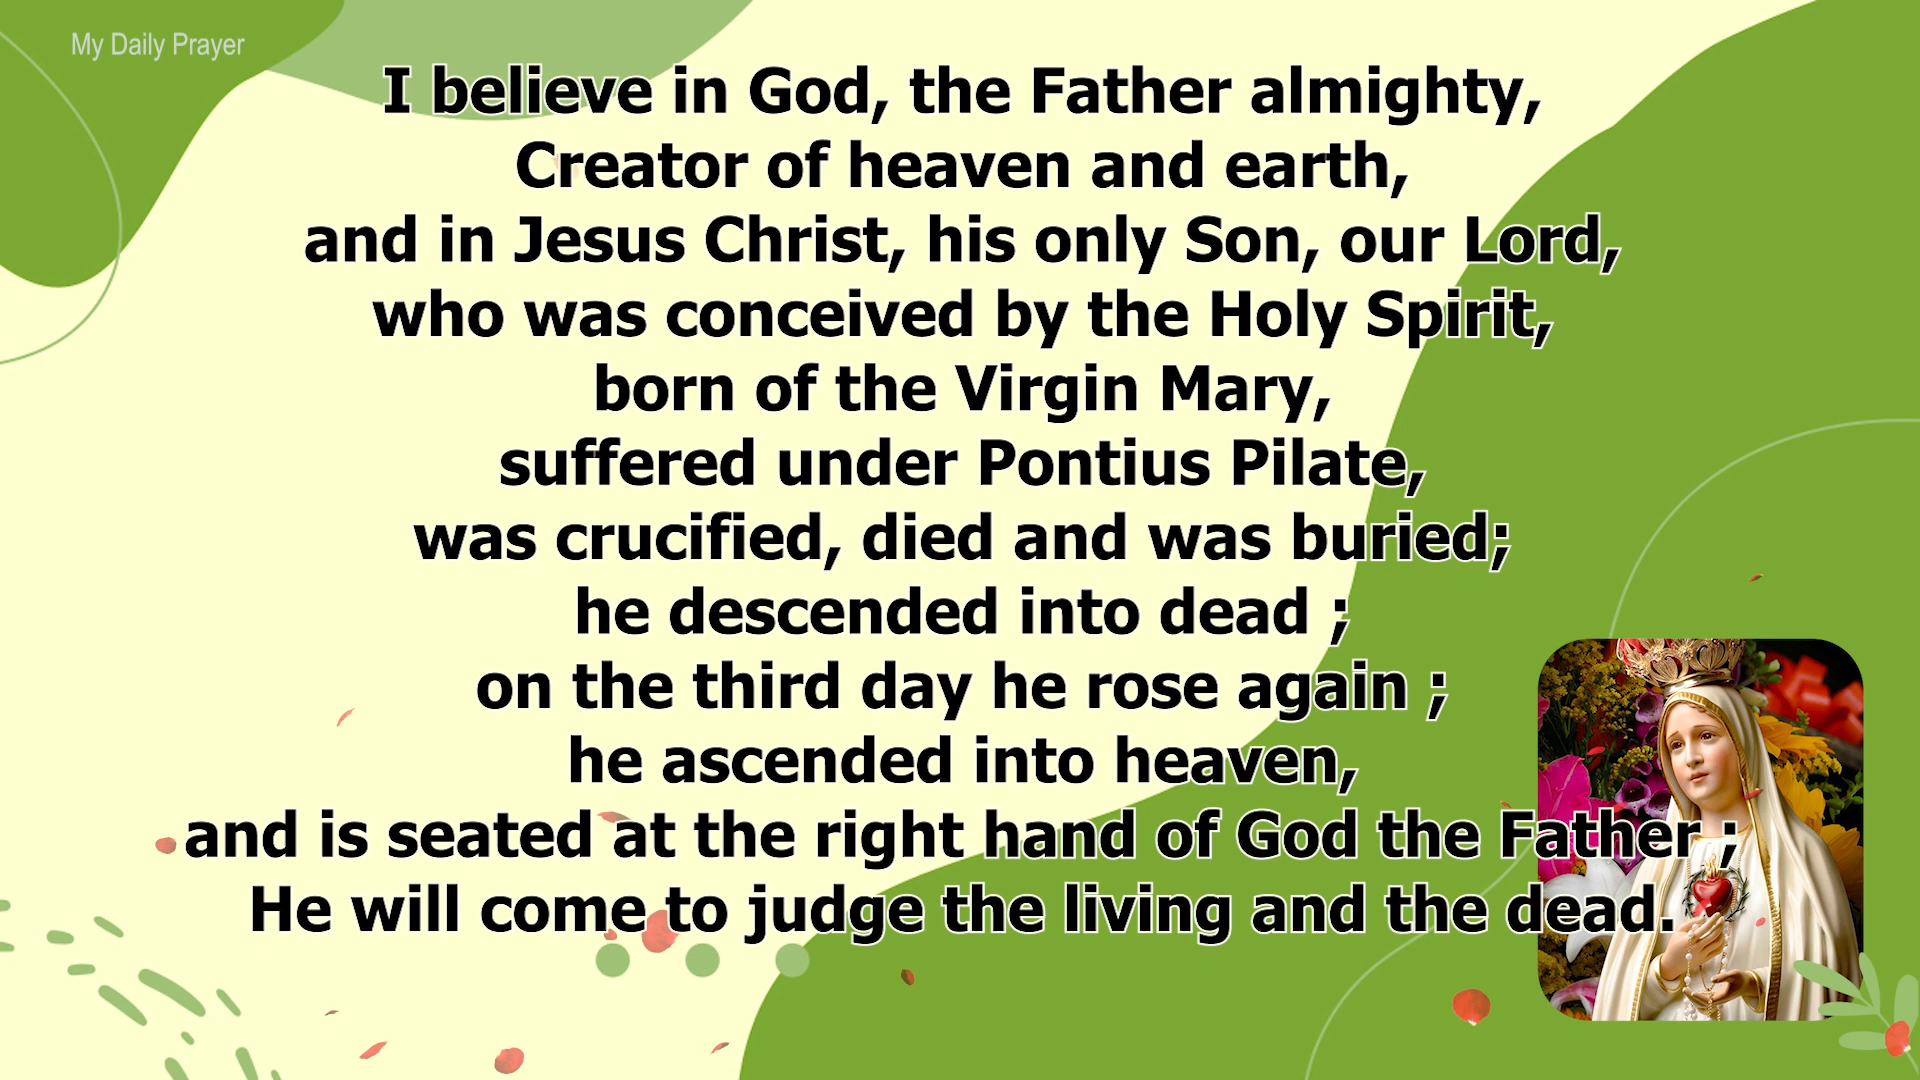 My Daily Prayer
I believe in God, the Father almighty,
Creator of heaven and earth,
and in Jesus Christ, his only Son, our Lord,
who was conceived by the Holy Spirit,
born of the Virgin Mary,
suffered under Pontius Pilate,
was crucified, died and was buried;
he descended into dead ;
on the third day he rose again ;
he ascended into heaven,
and is seated at the right hand of God the Father ;
He will come to judge the living and the dead.